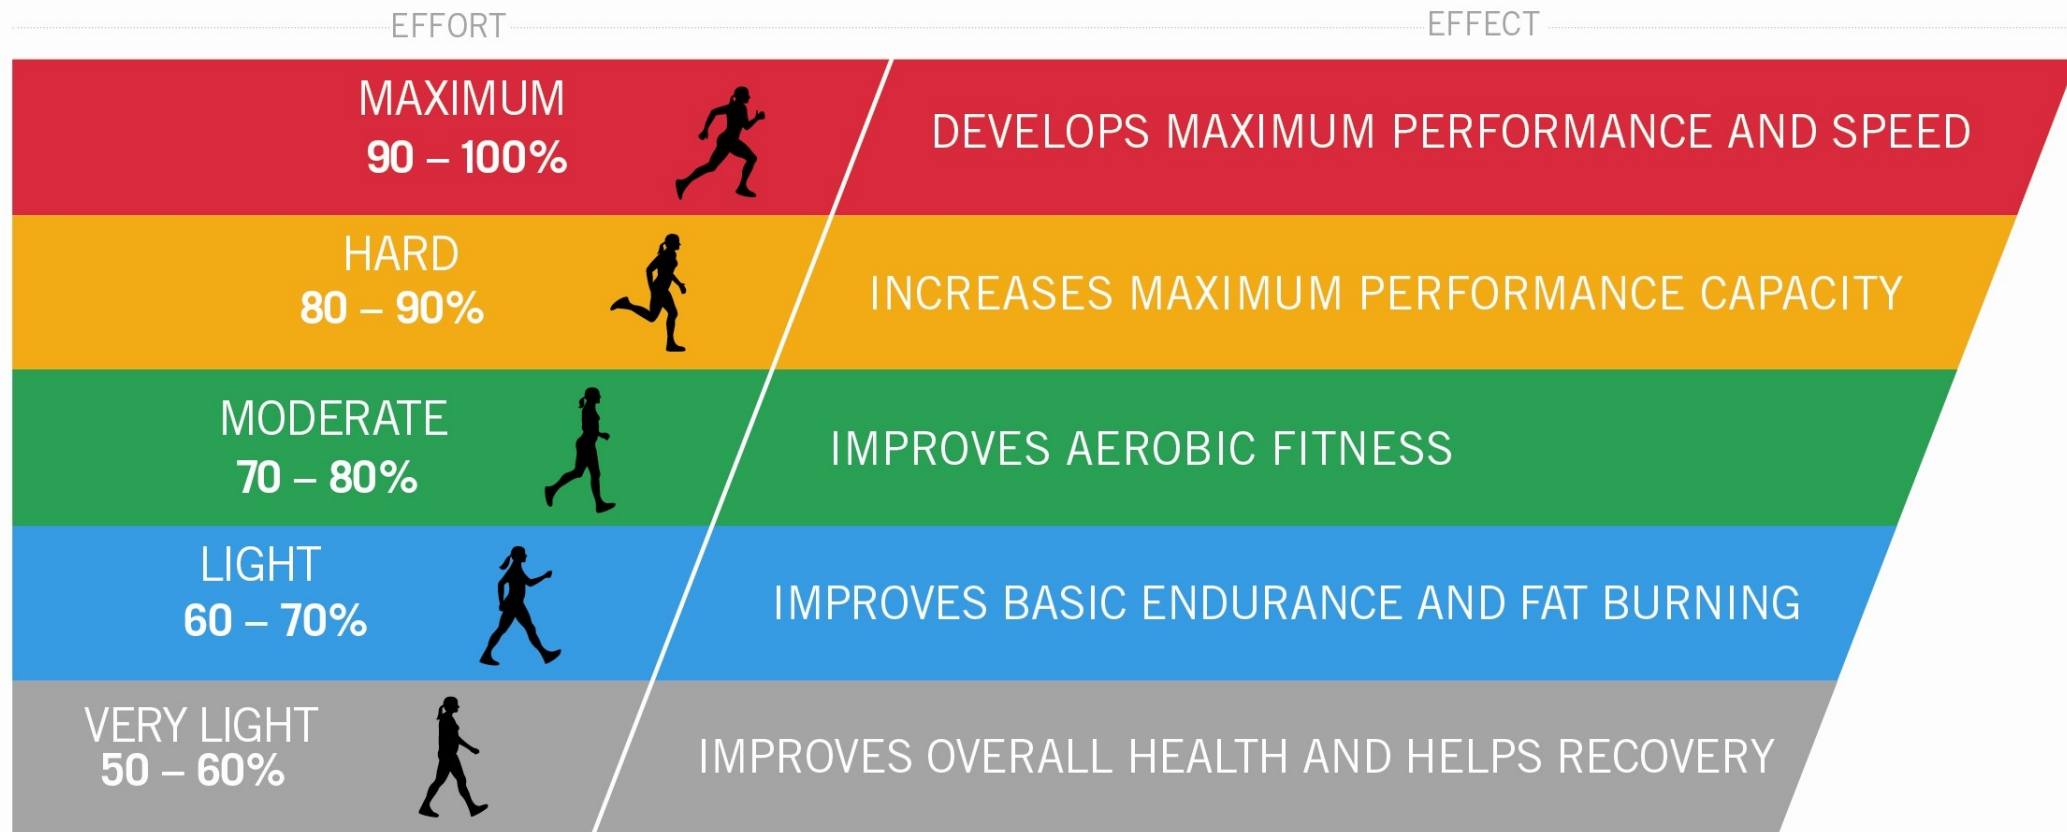 EFFORT
EFFECT
MAXIMUM
90 – 100%
DEVELOPS MAXIMUM PERFORMANCE AND SPEED
HARD
80 – 90%
INCREASES MAXIMUM PERFORMANCE CAPACITY
MODERATE
70 – 80%
IMPROVES AEROBIC FITNESS
LIGHT
60 – 70%
IMPROVES BASIC ENDURANCE AND FAT BURNING
VERY LIGHT
50 – 60%
IMPROVES OVERALL HEALTH AND HELPS RECOVERY